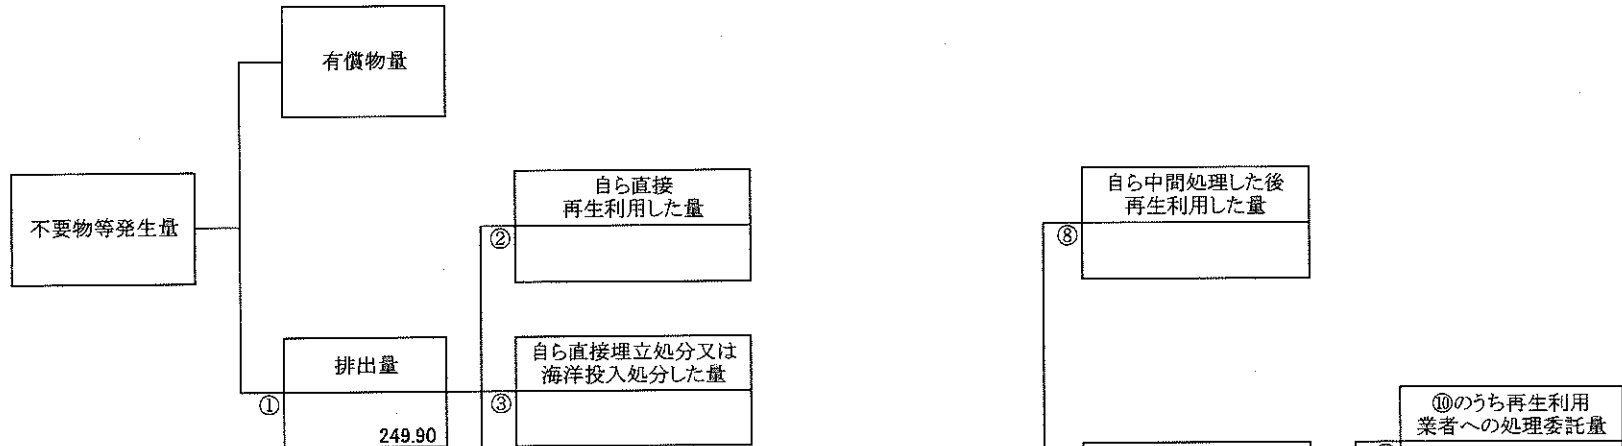 有償物量
不要物等発生量
自ら直接
再生利用した量
②
自ら中間処理した後
再生利用した量
⑧
排出量
①
249.90
自ら直接埋立処分又は
海洋投入処分した量
③
⑩のうち再生利用
業者への処理委託量